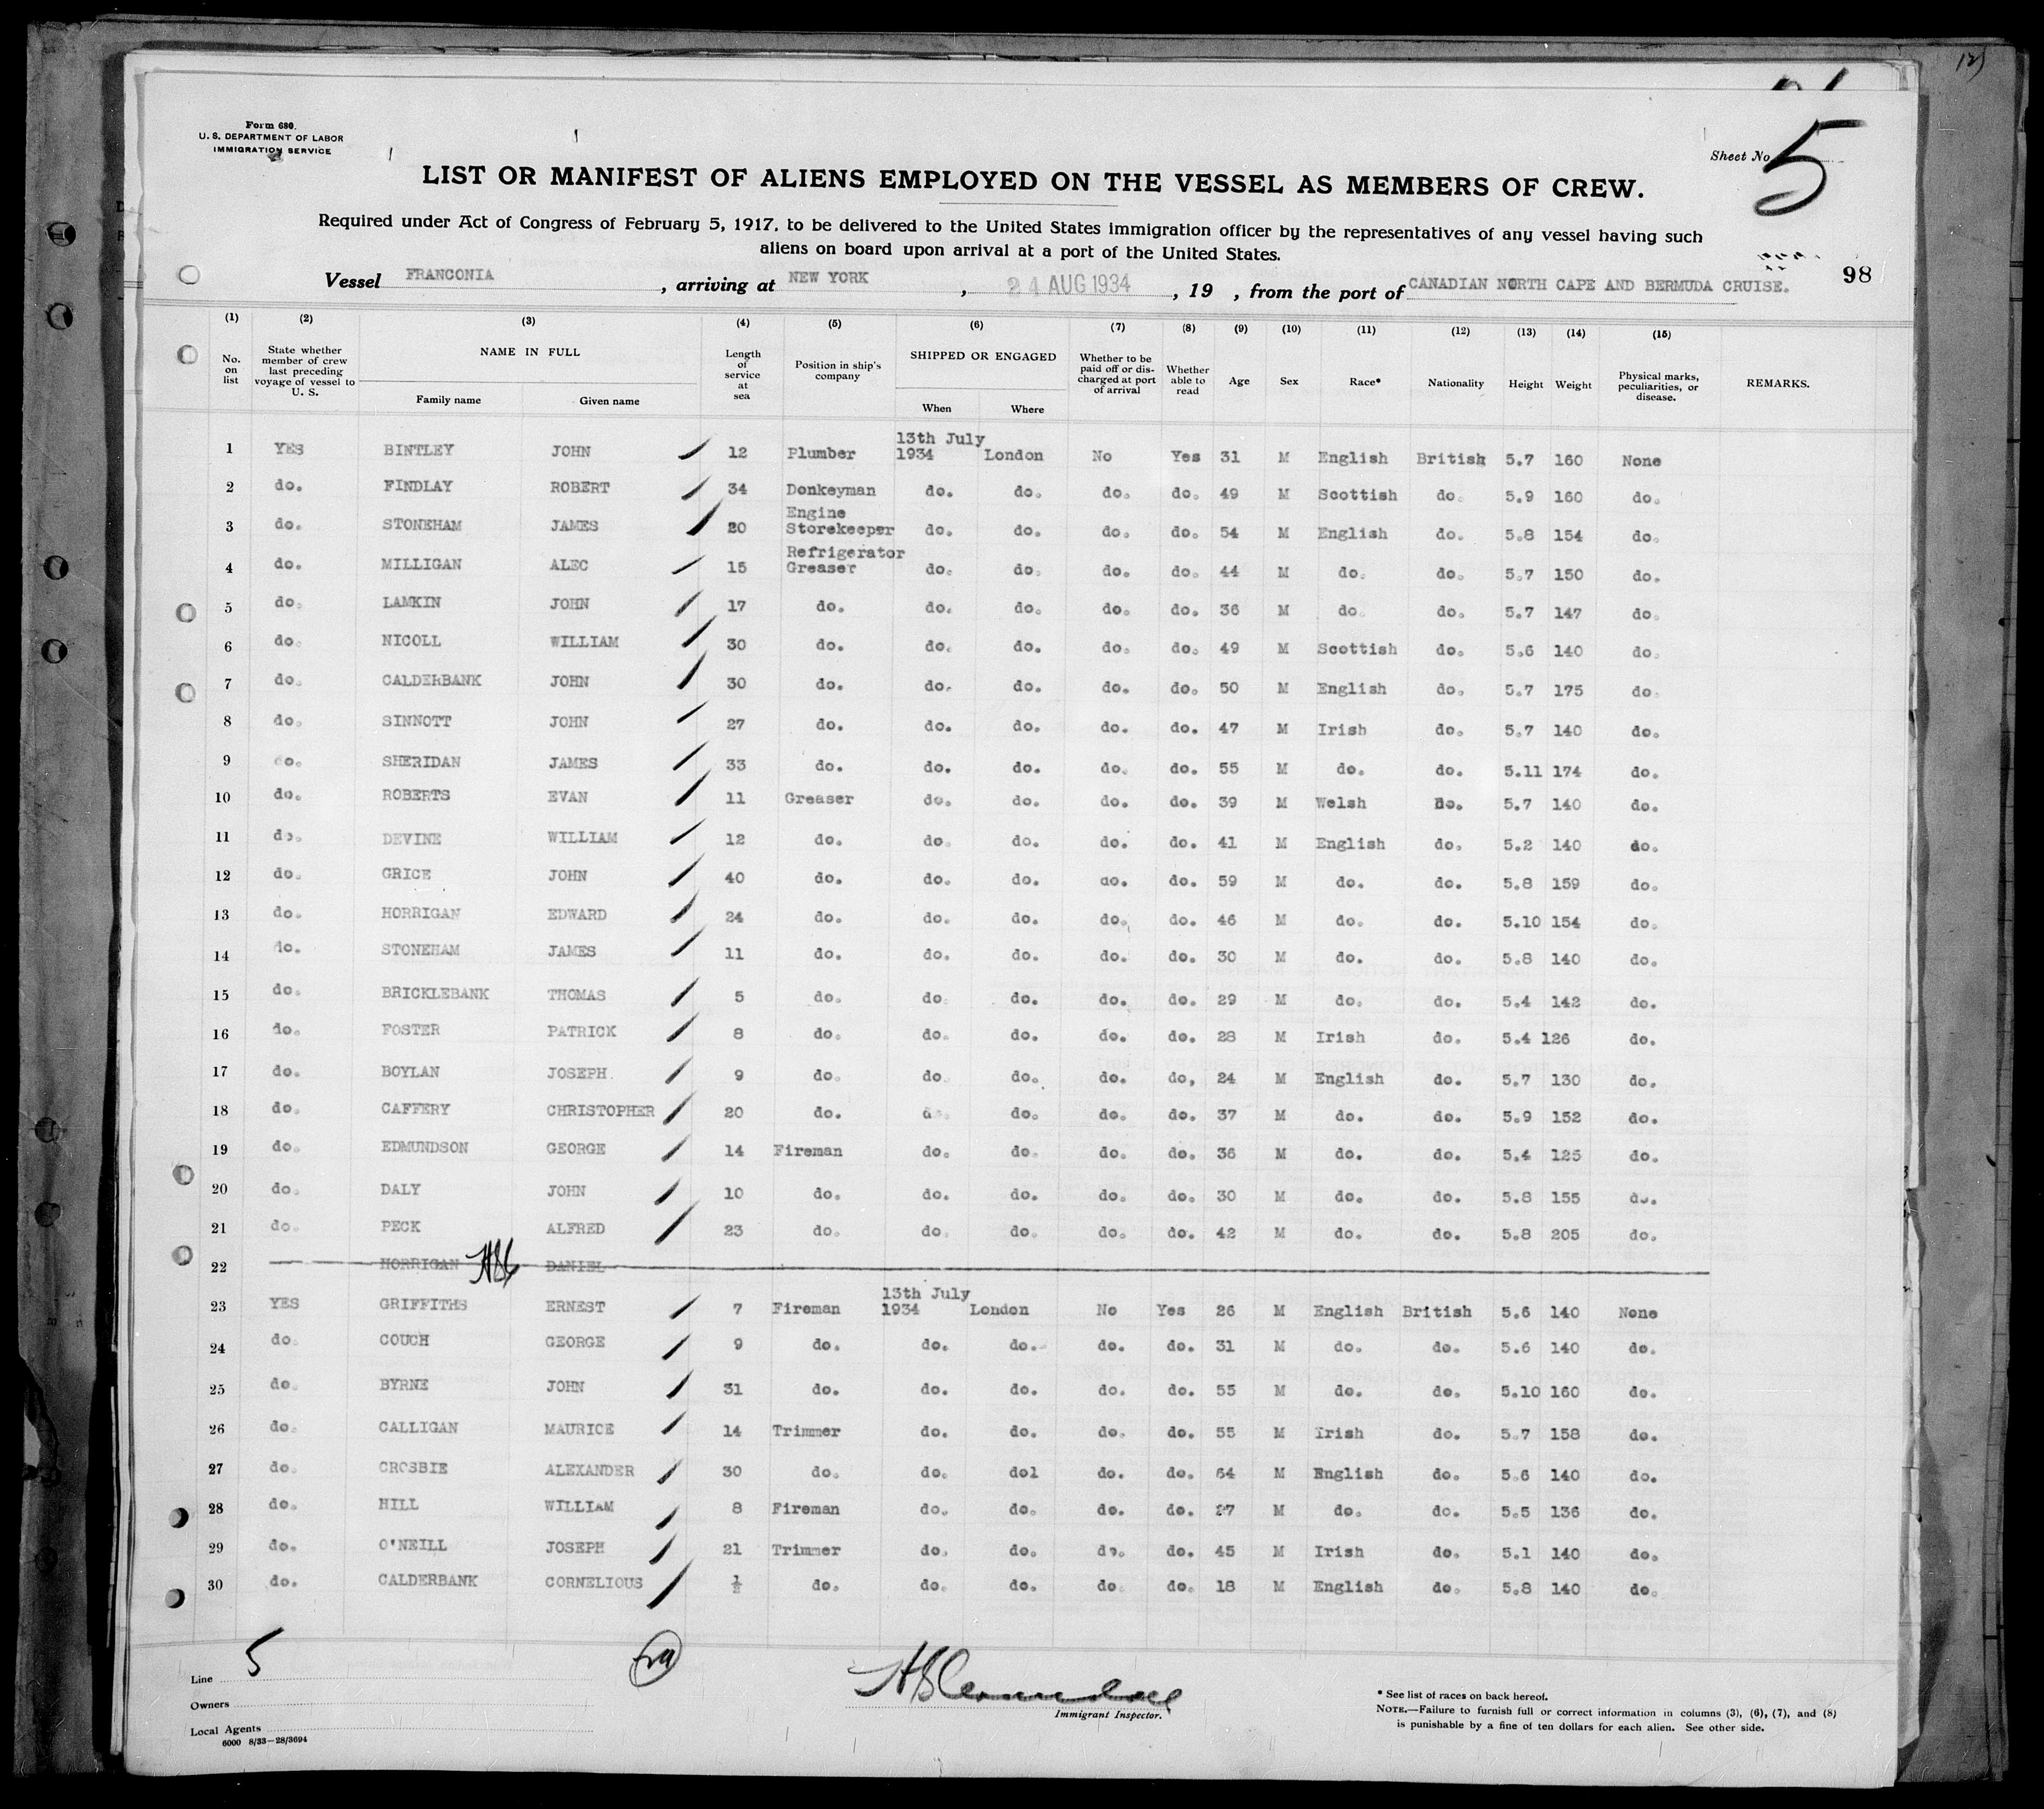 Form 680.
U. S. DEPARTMENT OF LABOR
IMMIGRATION SERVICE
Sheet No. 5
LIST OR MANIFEST OF ALIENS EMPLOYED ON THE VESSEL AS MEMBERS OF CREW.
Required under Act of Congress of February 5, 1917, to be delivered to the United States immigration officer by the representatives of any vessel having such
aliens on board upon arrival at a port of the United States.
98
Vessel FRANCONIA, arriving at NEW YORK, 24 AUG 1934, 19 , from the port of CANADIAN NORTH CAPE AND BERMUDA CRUISE.
(1) (2) (3) (4) (5) (6) (7) (8) (9) (10) (11) (12) (13) (14) (15)
No. on list | State whether member of crew last preceding voyage of vessel to U. S. | NAME IN FULL Family name Given name | Length of service at sea | Position in ship's company | SHIPPED OR ENGAGED When Where | Whether to be paid off or discharged at port of arrival | Whether able to read | Age | Sex | Race* | Nationality | Height | Weight | Physical marks, peculiarities, or disease. | REMARKS.
1 YES BINTLEY JOHN 12 Plumber 13th July 1934 London No Yes 31 M English British 5.7 160 None
2 do. FINDLAY ROBERT 34 Donkeyman do. do. do. do. 49 M Scottish do. 5.9 160 do.
3 do. STONEHAM JAMES 20 Engine Storekeeper do. do. do. do. 54 M English do. 5.8 154 do.
4 do. MILLIGAN ALEC 15 Refrigerator Greaser do. do. do. do. 44 M do. do. 5.7 150 do.
5 do. LAMKIN JOHN 17 do. do. do. do. do. 36 M do. do. 5.7 147 do.
6 do. NICOLL WILLIAM 30 do. do. do. do. do. 49 M Scottish do. 5.6 140 do.
7 do. CALDERBANK JOHN 30 do. do. do. do. do. 50 M English do. 5.7 175 do.
8 do. SINNOTT JOHN 27 do. do. do. do. do. 47 M Irish do. 5.7 140 do.
9 do. SHERIDAN JAMES 33 do. do. do. do. do. 55 M do. do. 5.11 174 do.
10 do. ROBERTS EVAN 11 Greaser do. do. do. do. 39 M Welsh Do. 5.7 140 do.
11 do. DEVINE WILLIAM 12 do. do. do. do. do. 41 M English do. 5.2 140 do.
12 do. GRICE JOHN 40 do. do. do. do. do. 59 M do. do. 5.8 159 do.
13 do. HORRIGAN EDWARD 24 do. do. do. do. do. 46 M do. do. 5.10 154 do.
14 do. STONEHAM JAMES 11 do. do. do. do. do. 30 M do. do. 5.8 140 do.
15 do. BRICKLEBANK THOMAS 5 do. do. do. do. do. 29 M do. do. 5.4 142 do.
16 do. FOSTER PATRICK 8 do. do. do. do. do. 28 M Irish do. 5.4 126 do.
17 do. BOYLAN JOSEPH. 9 do. do. do. do. do, 24 M English do. 5.7 130 do.
18 do. CAFFERY CHRISTOPHER 20 do. do. do. do. do. 37 M do. do. 5.9 152 do.
19 do. EDMUNDSON GEORGE 14 Fireman do. do. do. do. 36 M do. do. 5.4 125 do.
20 do. DALY JOHN 10 do. do. do. do. do. 30 M do. do. 5.8 155 do.
21 do. PECK ALFRED 23 do. do. do. do. do. 42 M do. do. 5.8 205 do.
22 HORRIGAN DANIEL
23 YES GRIFFITHS ERNEST 7 Fireman 13th July 1934 London No Yes 26 M English British 5.6 140 None
24 do. COUCH GEORGE 9 do. do. do. do. do. 31 M do. do. 5.6 140 do.
25 do. BYRNE JOHN 31 do. do. do. do. do. 55 M do. do. 5.10 160 do.
26 do. CALLIGAN MAURICE 14 Trimmer do. do. do. do. 55 M Irish do. 5.7 158 do.
27 do. CROSBIE ALEXANDER 30 do. do. dol do. do. 64 M English do. 5.6 140 do.
28 do. HILL WILLIAM 8 Fireman do. do. do. do. 27 M do. do. 5.5 136 do.
29 do. O'NEILL JOSEPH 21 Trimmer do. do. do. do. 45 M Irish do. 5.1 140 do.
30 do. CALDERBANK CORNELIOUS ½ do. do. do. do. do. 18 M English do. 5.8 140 do.
Line 5
Owners
Local Agents
6000 8/33—28/3694
Immigrant Inspector.
* See list of races on back hereof.
NOTE.—Failure to furnish full or correct information in columns (3), (6), (7), and (8)
is punishable by a fine of ten dollars for each alien. See other side.